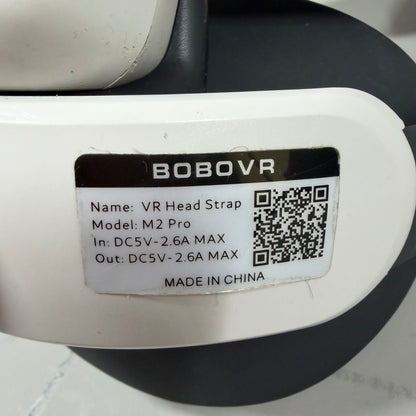 BOBOVR
Name: VR Head Strap
Model: M2 Pro
In: DC5V-2.6A MAX
Out: DC5V-2.6A MAX
MADE IN CHINA